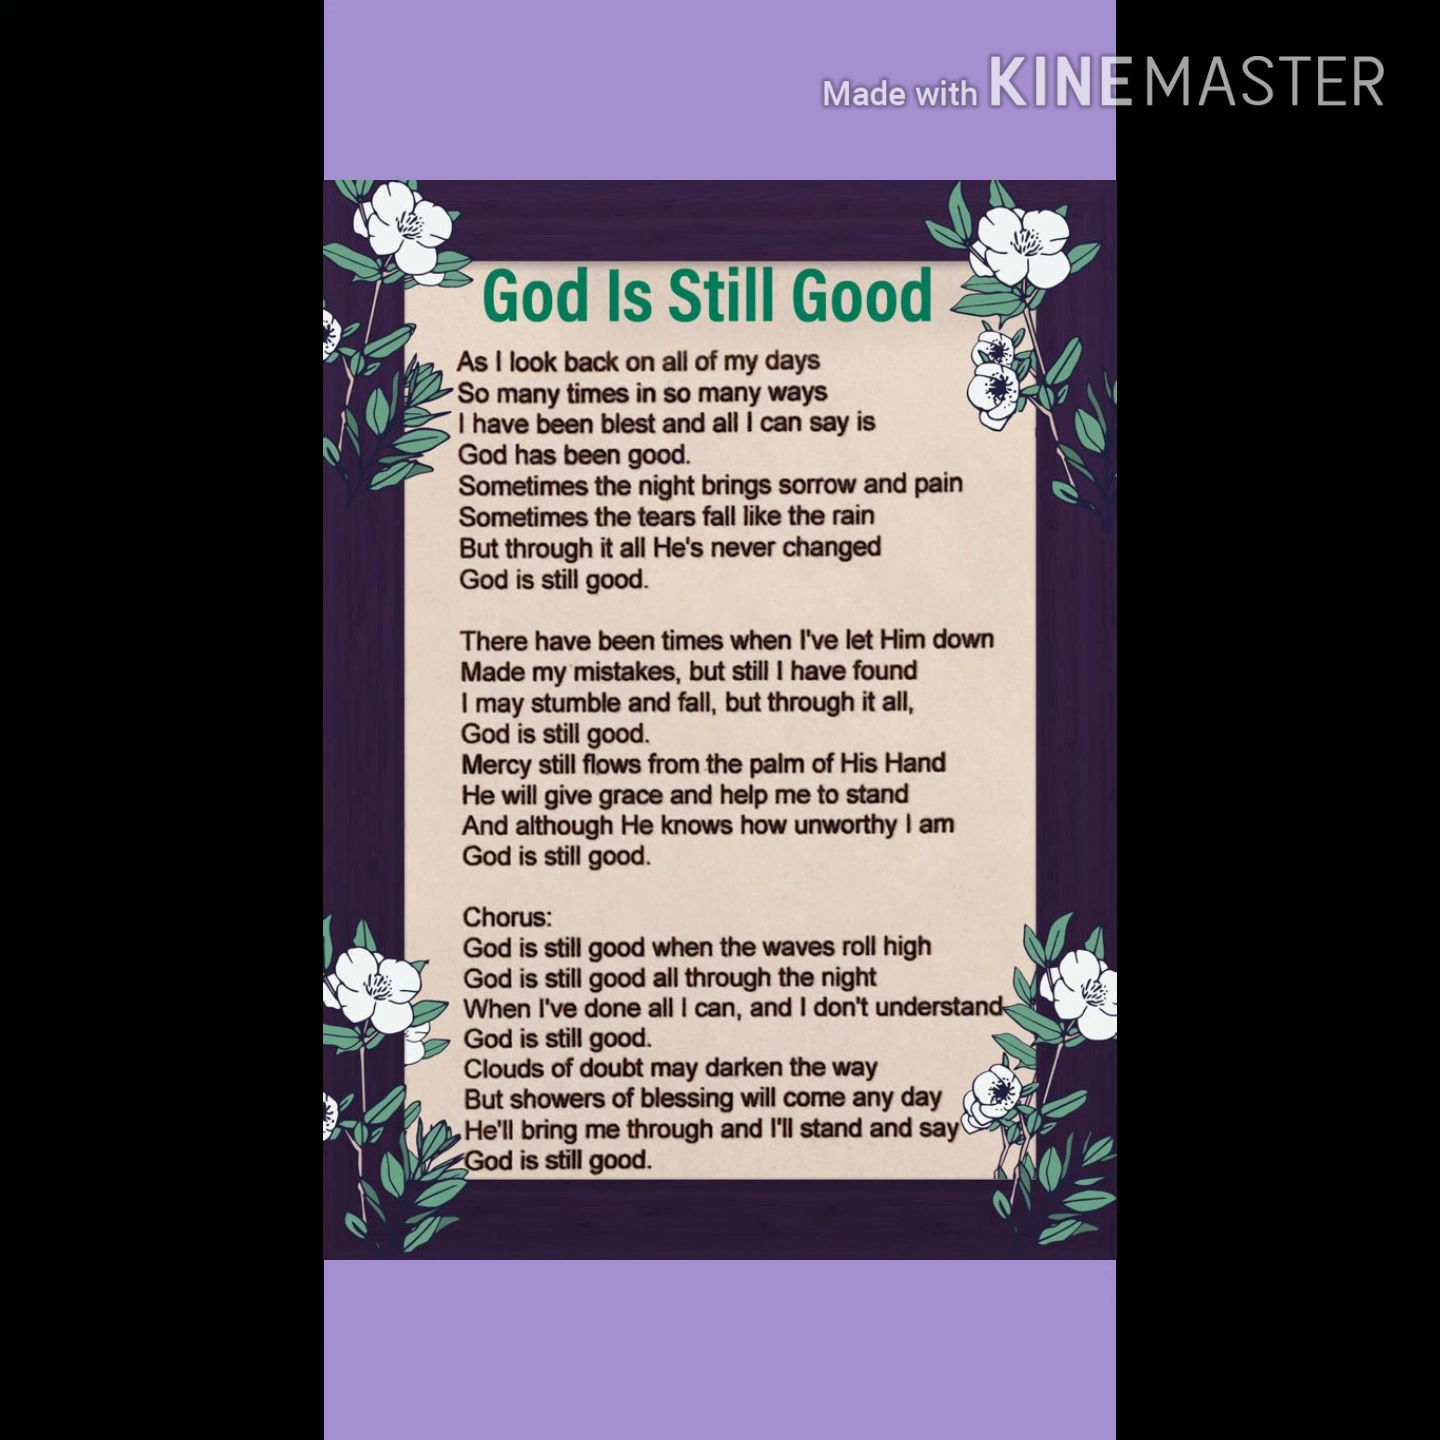 Made with KINEMASTER
God Is Still Good
As I look back on all of my days
So many times in so many ways
I have been blest and all I can say is
God has been good.
Sometimes the night brings sorrow and pain
Sometimes the tears fall like the rain
But through it all He's never changed
God is still good.
There have been times when I've let Him down
Made my mistakes, but still I have found
I may stumble and fall, but through it all,
God is still good.
Mercy still flows from the palm of His Hand
He will give grace and help me to stand
And although He knows how unworthy I am
God is still good.
Chorus:
God is still good when the waves roll high
God is still good all through the night
When I've done all I can, and I don't understand
God is still good.
Clouds of doubt may darken the way
But showers of blessing will come any day
He'll bring me through and I'll stand and say
God is still good.